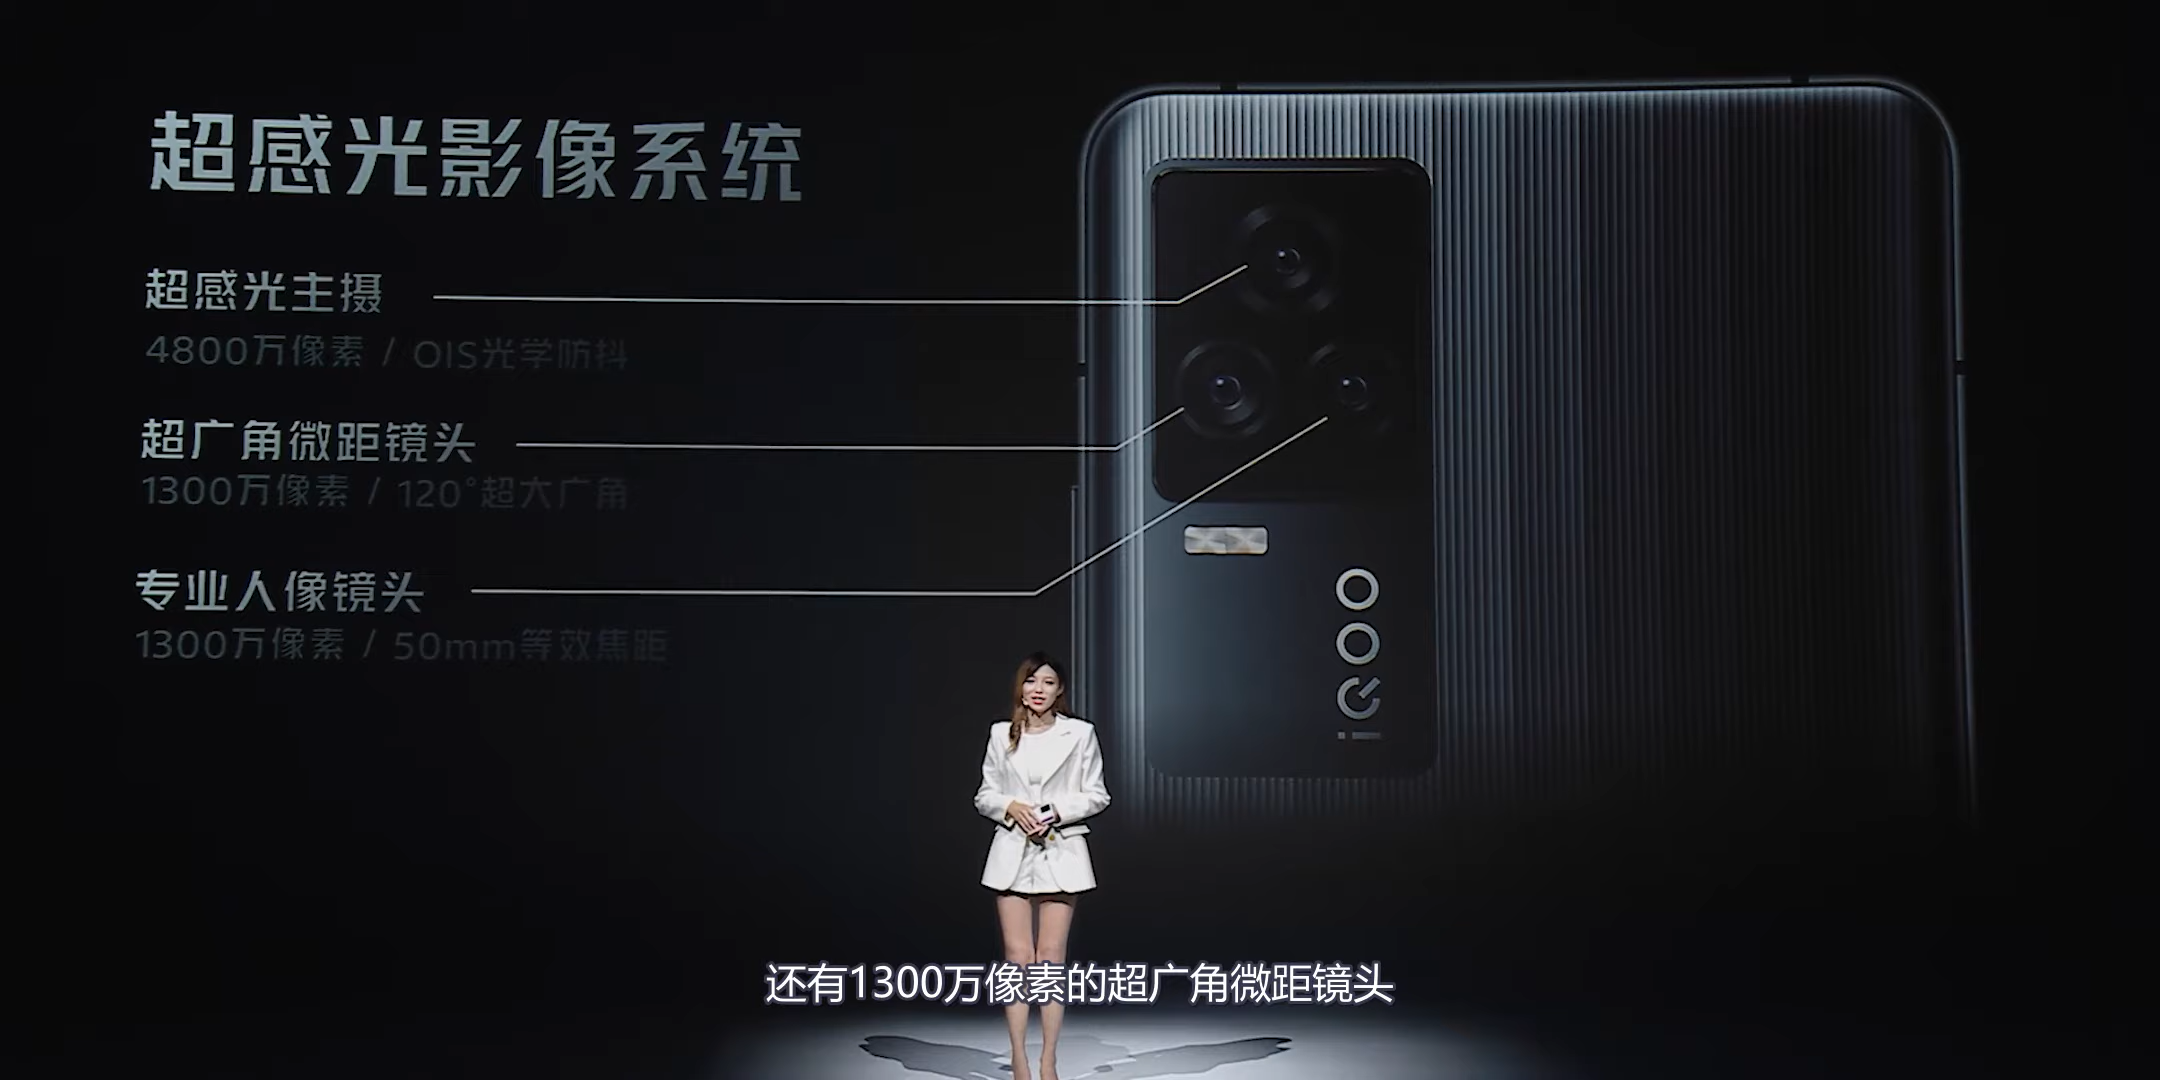 超感光影像系统
超感光主摄
4800万像素 / OIS光学防抖
超广角微距镜头
1300万像素 / 120°超大广角
专业人像镜头
1300万像素 / 50mm等效焦距
iQOO
还有1300万像素的超广角微距镜头